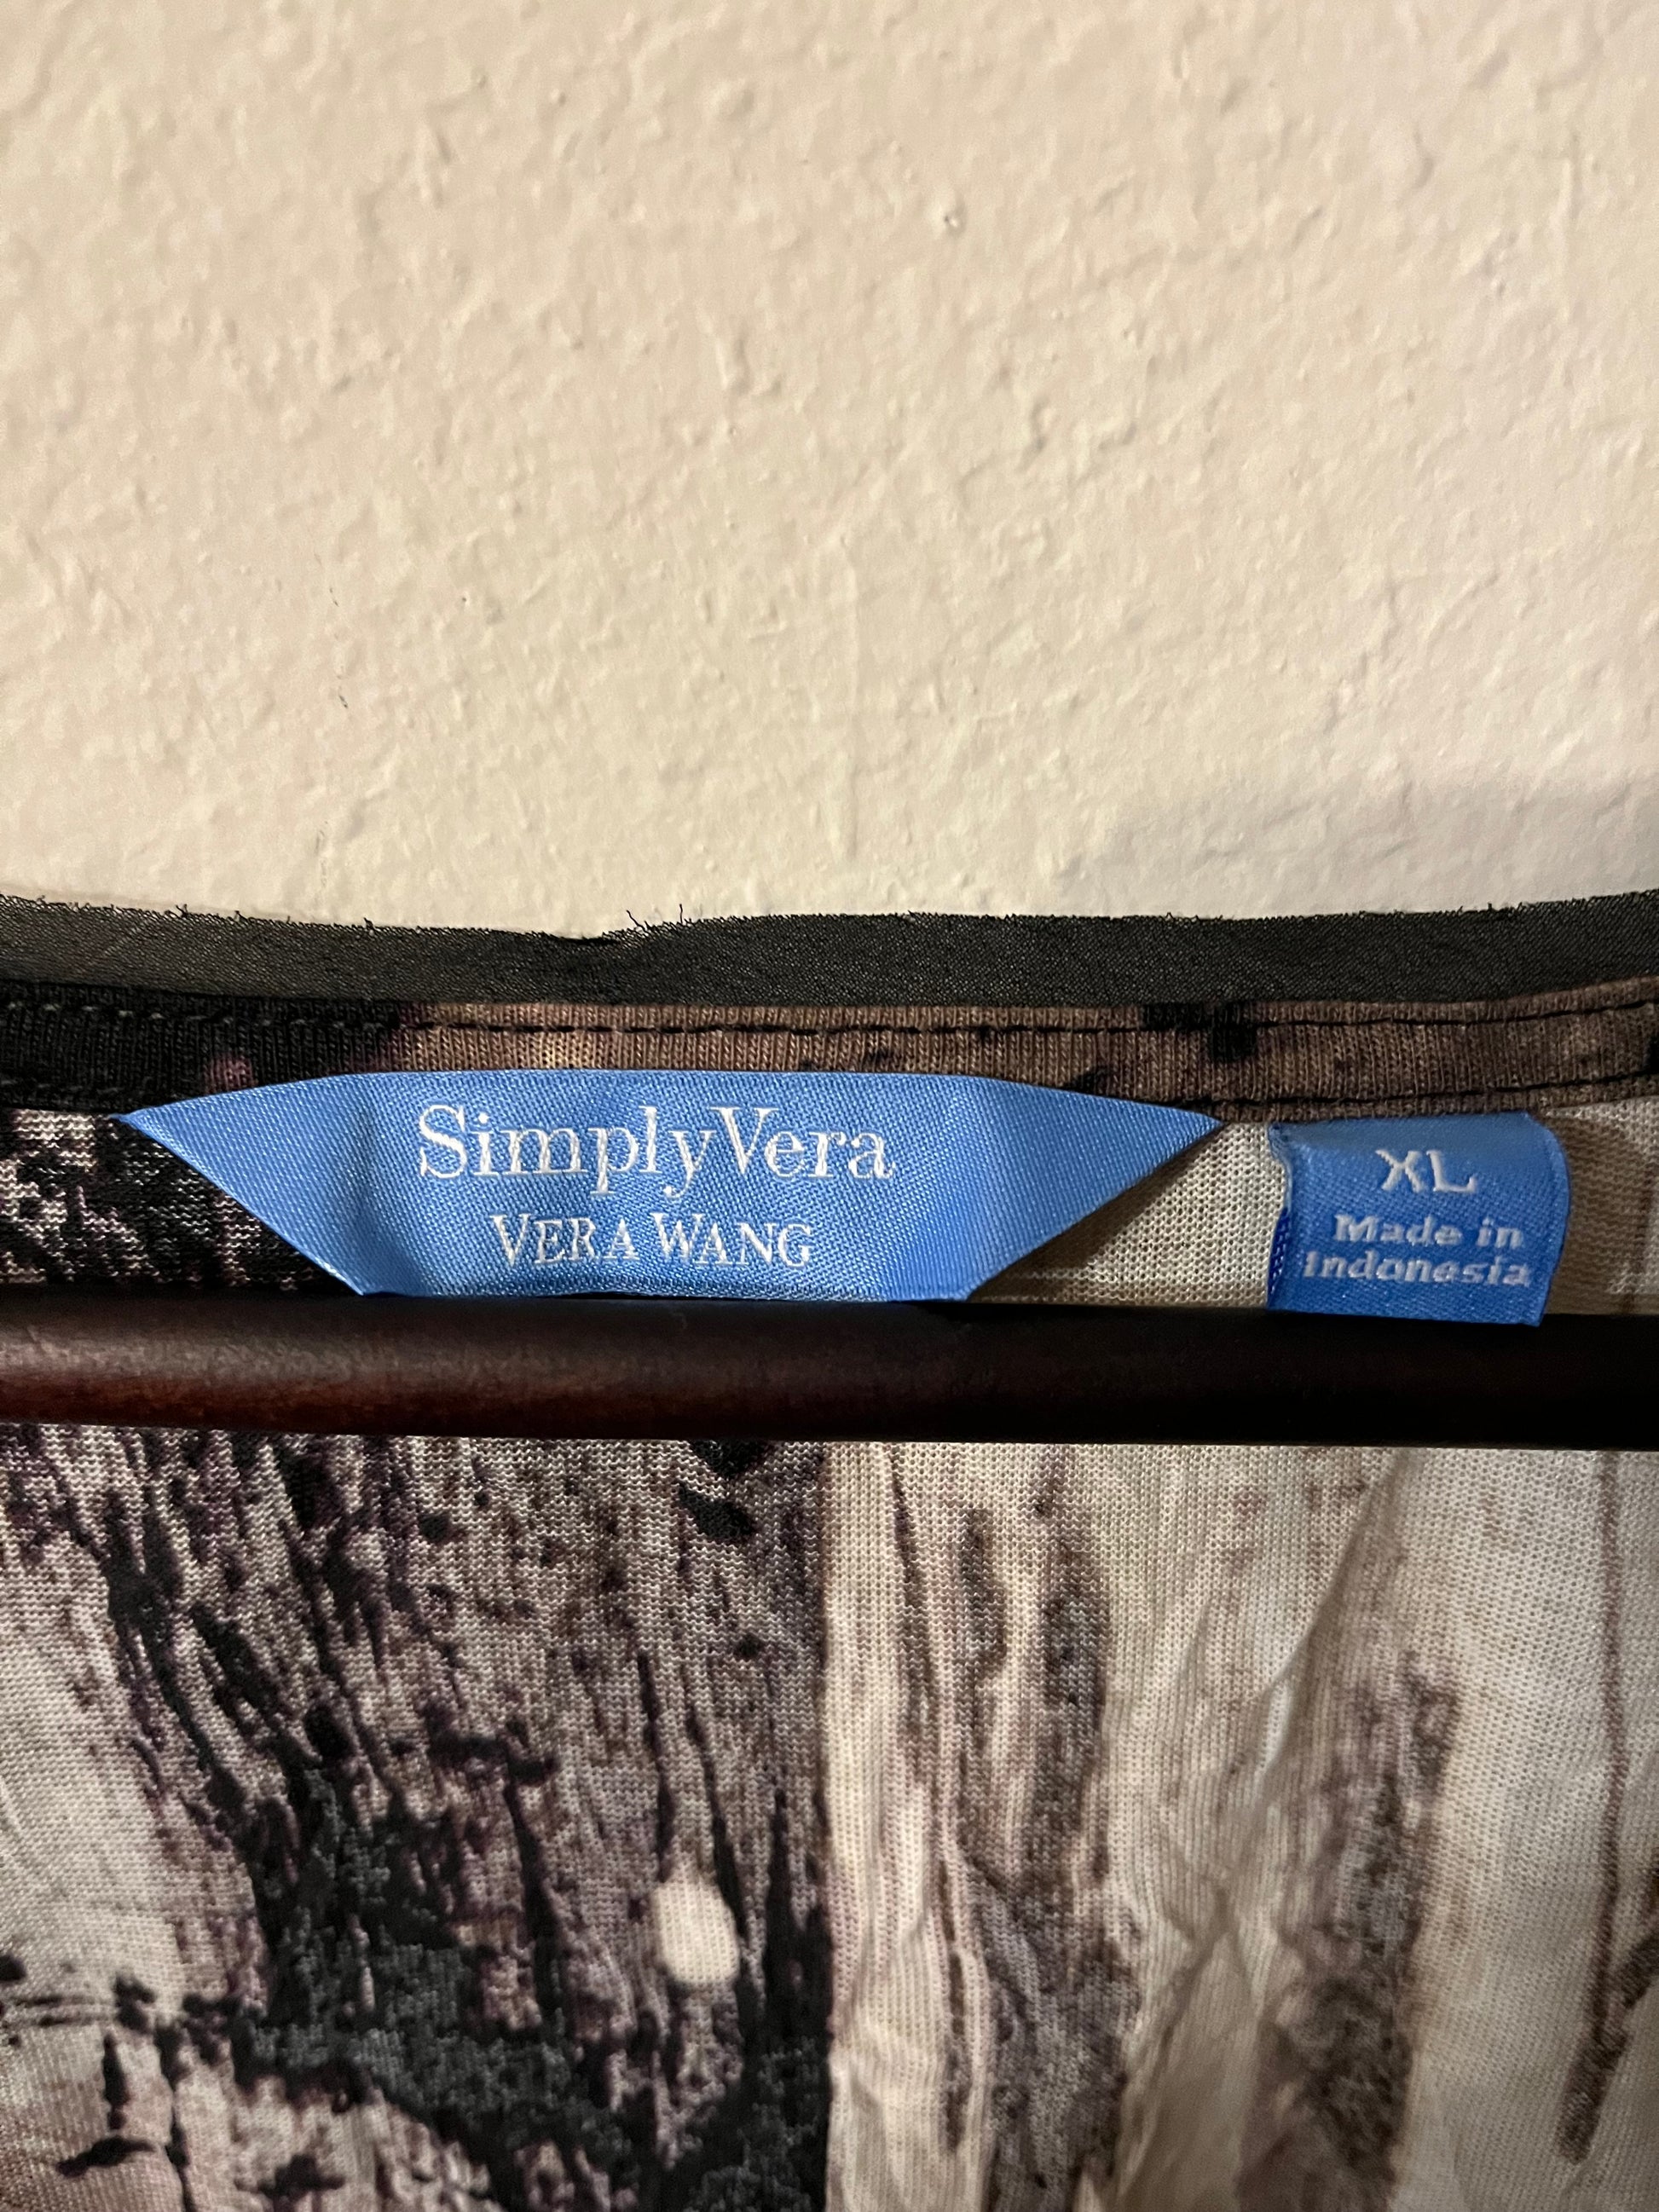 SimplyVera
VERA WANG
XL
Made in
Indonesia